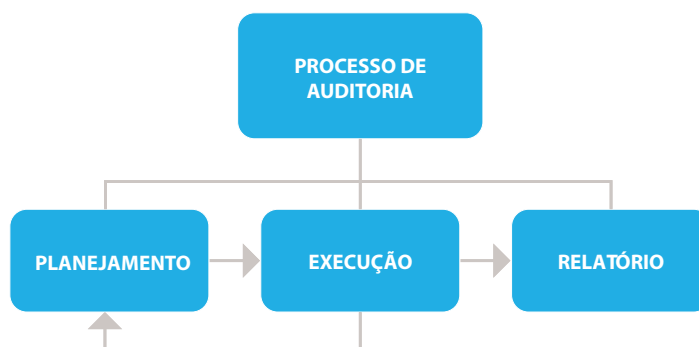 PROCESSO DE
AUDITORIA
PLANEJAMENTO
EXECUÇÃO
RELATÓRIO